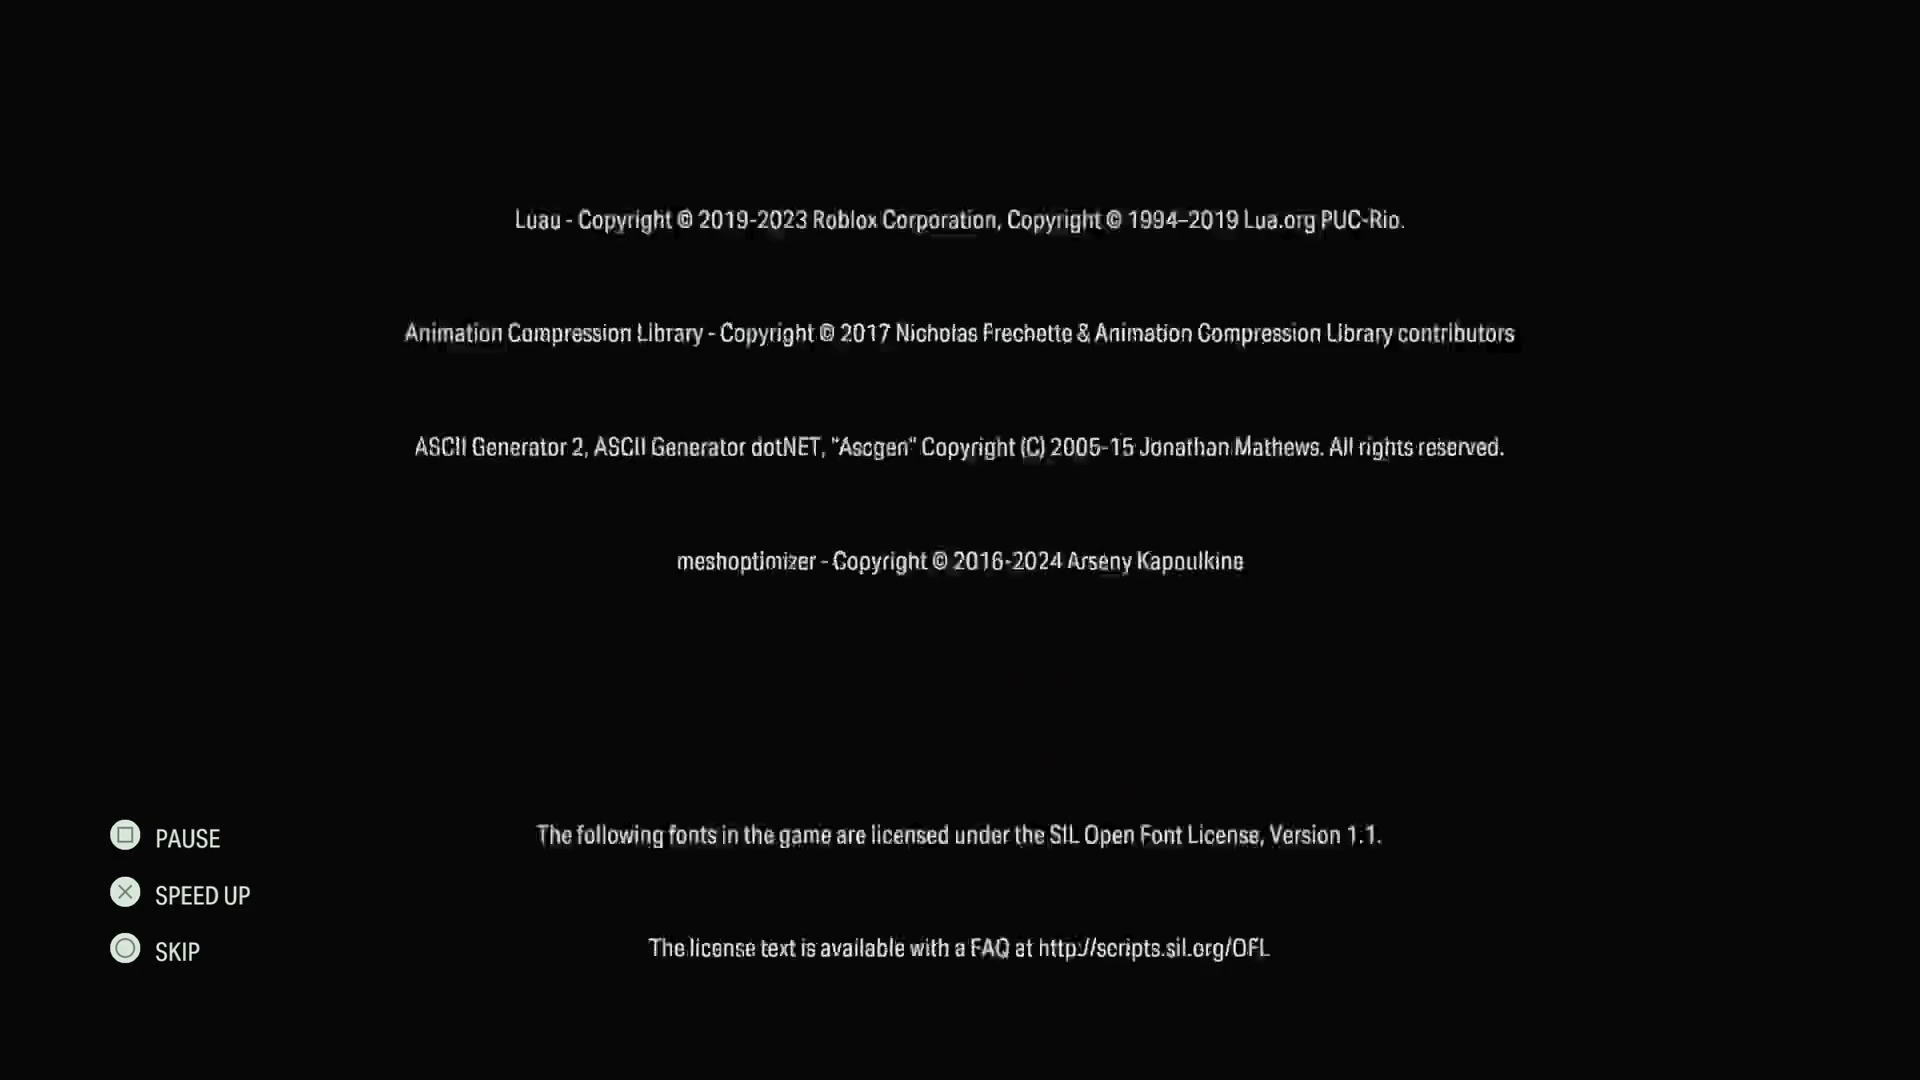 Luau - Copyright © 2019-2023 Roblox Corporation, Copyright © 1994–2019 Lua.org PUC-Rio.
Animation Compression Library - Copyright © 2017 Nicholas Frechette & Animation Compression Library contributors
ASCII Generator 2, ASCII Generator dotNET, "Ascgen" Copyright (C) 2005-15 Jonathan Mathews. All rights reserved.
meshoptimizer - Copyright © 2016-2024 Arseny Kapoulkine
The following fonts in the game are licensed under the SIL Open Font License, Version 1.1.
The license text is available with a FAQ at http://scripts.sil.org/OFL
PAUSE
SPEED UP
SKIP